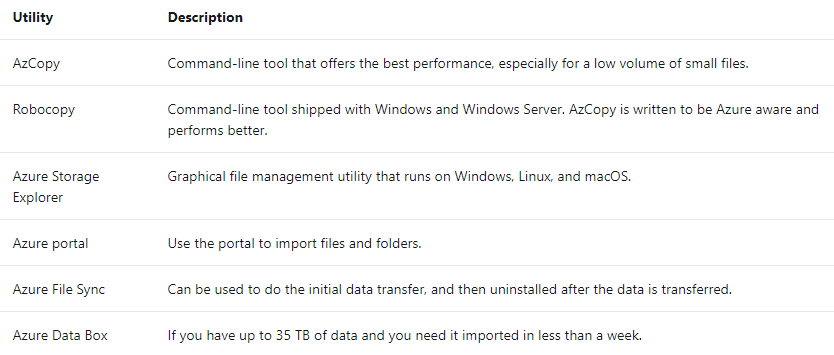 Utility Description
AzCopy Command-line tool that offers the best performance, especially for a low volume of small files.
Robocopy Command-line tool shipped with Windows and Windows Server. AzCopy is written to be Azure aware and
performs better.
Azure Storage Graphical file management utility that runs on Windows, Linux, and macOS.
Explorer
Azure portal Use the portal to import files and folders.
Azure File Sync Can be used to do the initial data transfer, and then uninstalled after the data is transferred.
Azure Data Box If you have up to 35 TB of data and you need it imported in less than a week.